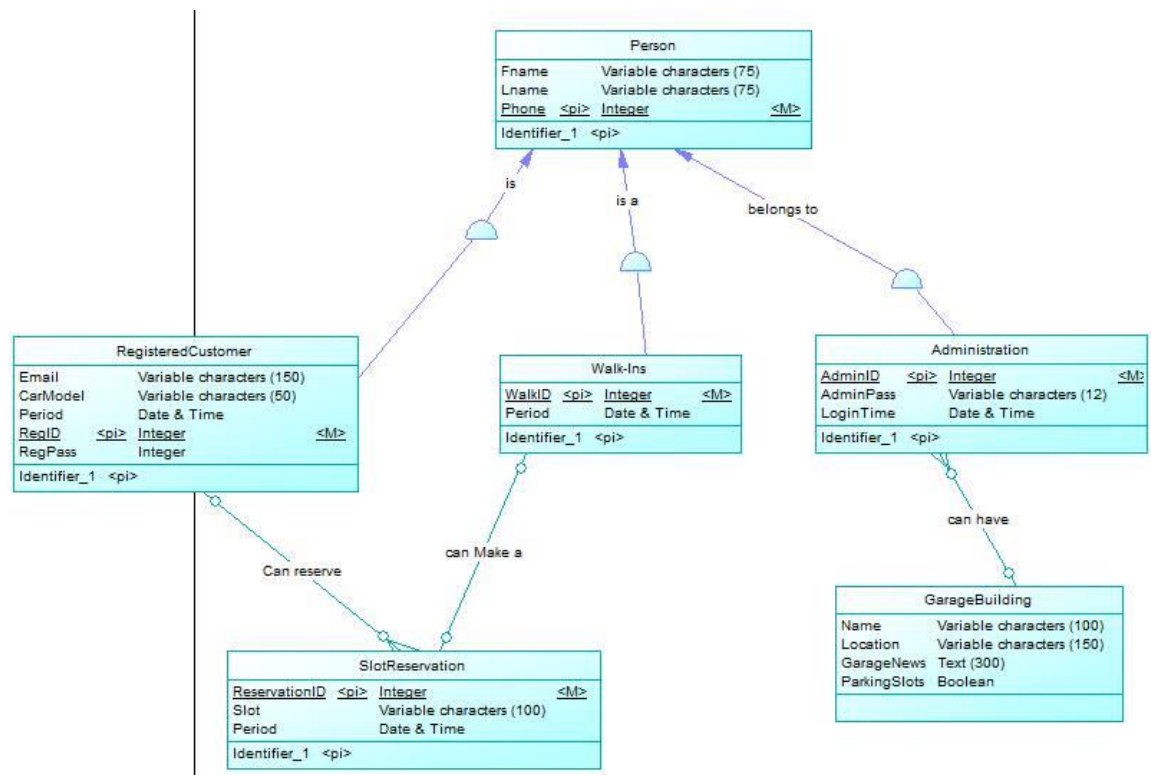 Person
Fname Variable characters (75)
Lname Variable characters (75)
Phone <pi> Integer <M>
Identifier_1 <pi>
is
is a
belongs to
RegisteredCustomer
Email Variable characters (150)
CarModel Variable characters (50)
Period Date & Time
RegID <pi> Integer <M>
RegPass Integer
Identifier_1 <pi>
Walk-Ins
WalkID <pi> Integer <M>
Period Date & Time
Identifier_1 <pi>
Administration
AdminID <pi> Integer <M>
AdminPass Variable characters (12)
LoginTime Date & Time
Identifier_1 <pi>
Can reserve
can Make a
can have
SlotReservation
ReservationID <pi> Integer <M>
Slot Variable characters (100)
Period Date & Time
Identifier_1 <pi>
GarageBuilding
Name Variable characters (100)
Location Variable characters (150)
GarageNews Text (300)
ParkingSlots Boolean